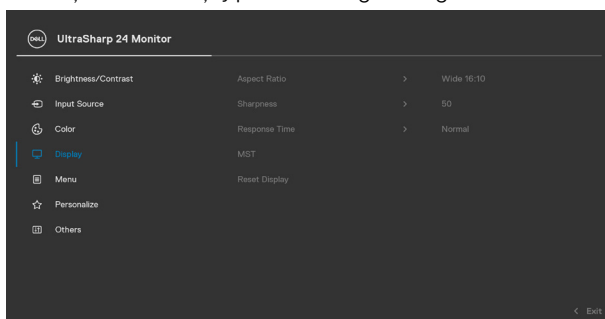 DELL UltraSharp 24 Monitor
Brightness/Contrast Aspect Ratio > Wide 16:10
Input Source Sharpness > 50
Color Response Time > Normal
Display MST
Menu Reset Display
Personalize
Others
< Exit